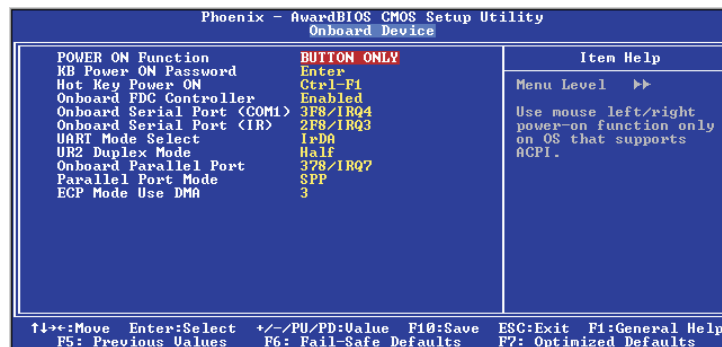 Phoenix - AwardBIOS CMOS Setup Utility
Onboard Device
POWER ON Function BUTTON ONLY
KB Power ON Password Enter
Hot Key Power ON Ctrl-F1
Onboard FDC Controller Enabled
Onboard Serial Port (COM1) 3F8/IRQ4
Onboard Serial Port (IR) 2F8/IRQ3
UART Mode Select IrDA
UR2 Duplex Mode Half
Onboard Parallel Port 378/IRQ7
Parallel Port Mode SPP
ECP Mode Use DMA 3
Item Help
Menu Level ▶▶
Use mouse left/right
power-on function only
on OS that supports
ACPI.
↑↓→←:Move Enter:Select +/-/PU/PD:Value F10:Save ESC:Exit F1:General Help
F5: Previous Values F6: Fail-Safe Defaults F7: Optimized Defaults